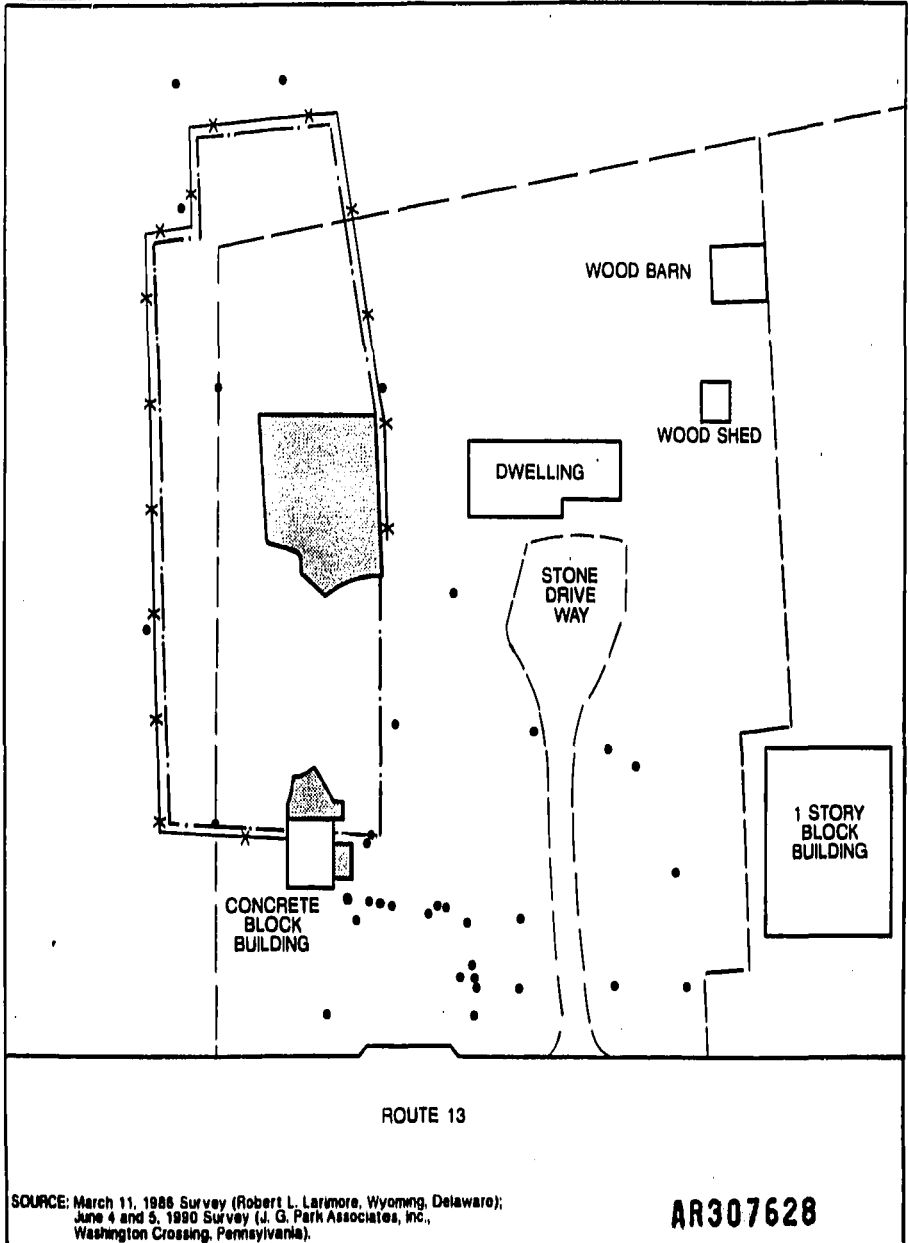 WOOD BARN
WOOD SHED
DWELLING
STONE
DRIVE
WAY
1 STORY
BLOCK
BUILDING
CONCRETE
BLOCK
BUILDING
ROUTE 13
SOURCE: March 11, 1986 Survey (Robert L. Larimore, Wyoming, Delaware);
June 4 and 5, 1990 Survey (J. G. Park Associates, Inc.,
Washington Crossing, Pennsylvania).
AR307628